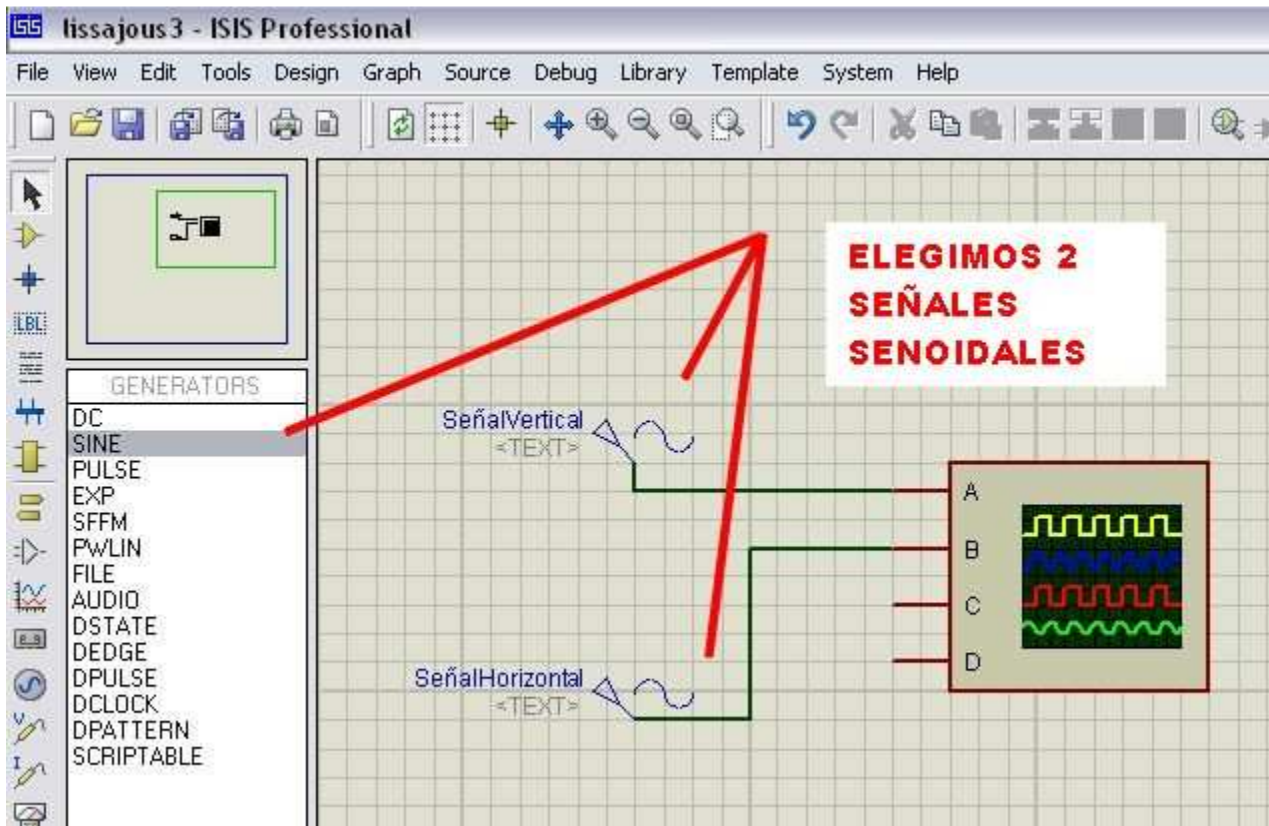 ISIS lissajous3 - ISIS Professional
File View Edit Tools Design Graph Source Debug Library Template System Help
LBL
GENERATORS
DC
SINE
PULSE
EXP
SFFM
PWLIN
FILE
AUDIO
DSTATE
DEDGE
DPULSE
DCLOCK
DPATTERN
SCRIPTABLE
V
I
ELEGIMOS 2
SEÑALES
SENOIDALES
SeñalVertical
<TEXT>
SeñalHorizontal
<TEXT>
A
B
C
D